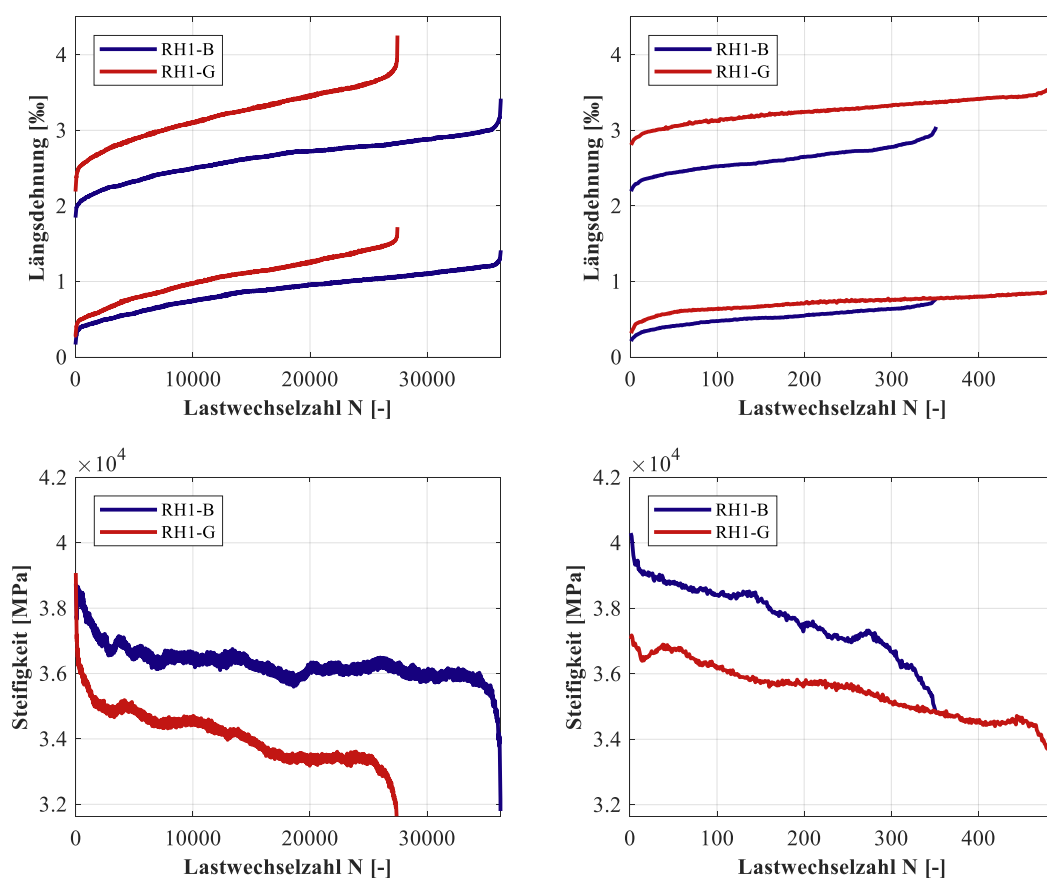 4
3
2
1
0
Längsdehnung [‰]
RH1-B
RH1-G
0 10000 20000 30000
Lastwechselzahl N [-]
4
3
2
1
0
Längsdehnung [‰]
RH1-B
RH1-G
0 100 200 300 400
Lastwechselzahl N [-]
×10⁴
4.2
4
3.8
3.6
3.4
3.2
Steifigkeit [MPa]
RH1-B
RH1-G
0 10000 20000 30000
Lastwechselzahl N [-]
×10⁴
4.2
4
3.8
3.6
3.4
3.2
Steifigkeit [MPa]
RH1-B
RH1-G
0 100 200 300 400
Lastwechselzahl N [-]